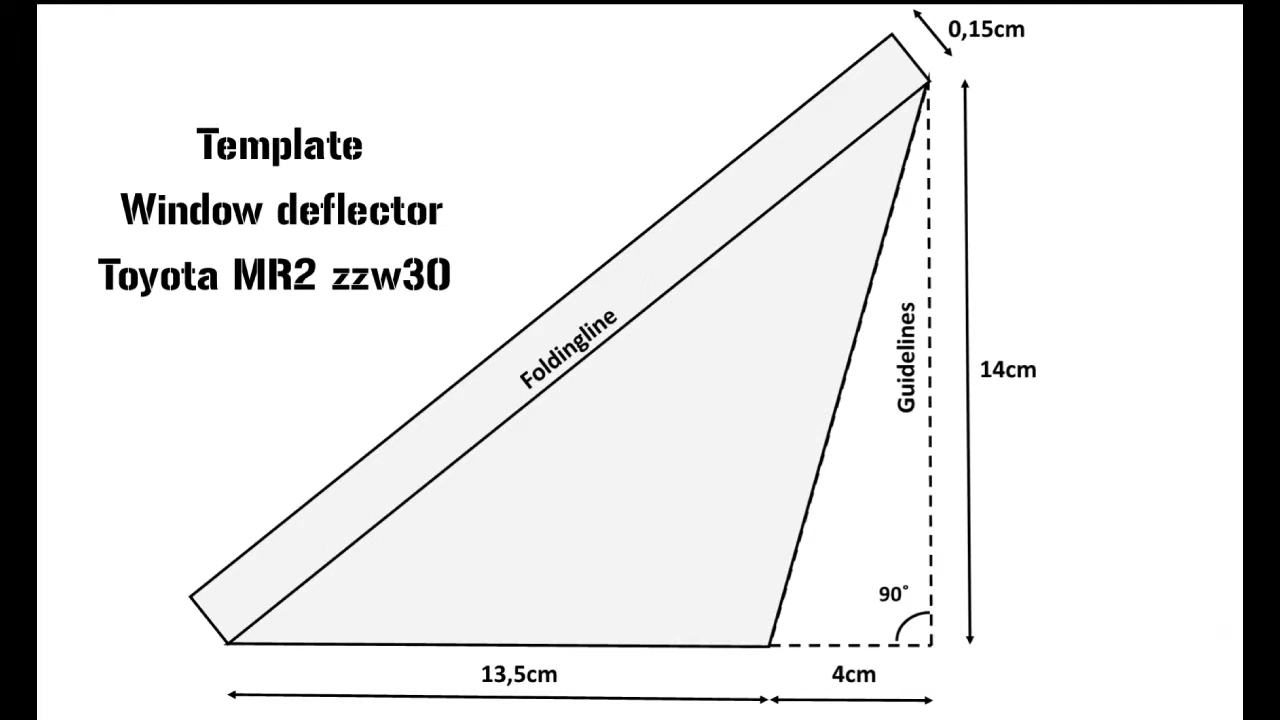 0,15cm
Template
Window deflector
Toyota MR2 zzw30
Foldingline
Guidelines
14cm
90°
13,5cm
4cm